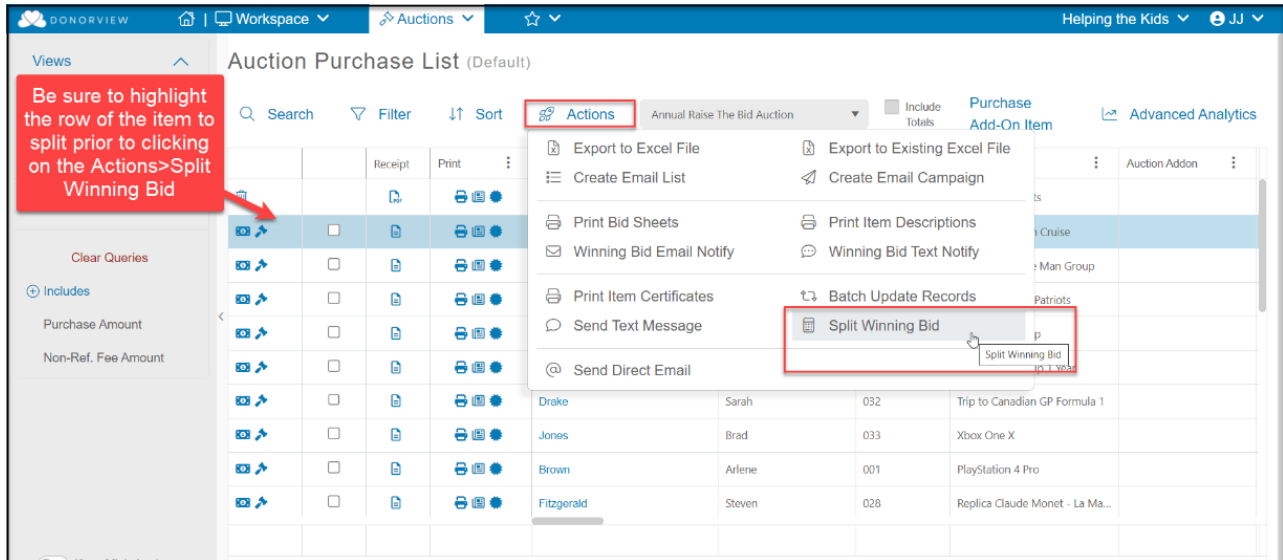 DONORVIEW
Workspace
Auctions
Helping the Kids
JJ
Views
Auction Purchase List (Default)
Be sure to highlight
the row of the item to
split prior to clicking
on the Actions>Split
Winning Bid
Search
Filter
Sort
Actions
Annual Raise The Bid Auction
Include
Totals
Purchase
Add-On Item
Advanced Analytics
Receipt
Print
Auction Addon
Export to Excel File
Export to Existing Excel File
Create Email List
Create Email Campaign
Print Bid Sheets
Print Item Descriptions
Cruise
Winning Bid Email Notify
Winning Bid Text Notify
Man Group
Print Item Certificates
Batch Update Records
Patriots
Send Text Message
Split Winning Bid
Split Winning Bid
1 Year
Send Direct Email
Clear Queries
Includes
Purchase Amount
Non-Ref. Fee Amount
Drake Sarah 032 Trip to Canadian GP Formula 1
Jones Brad 033 Xbox One X
Brown Arlene 001 PlayStation 4 Pro
Fitzgerald Steven 028 Replica Claude Monet - La Ma...